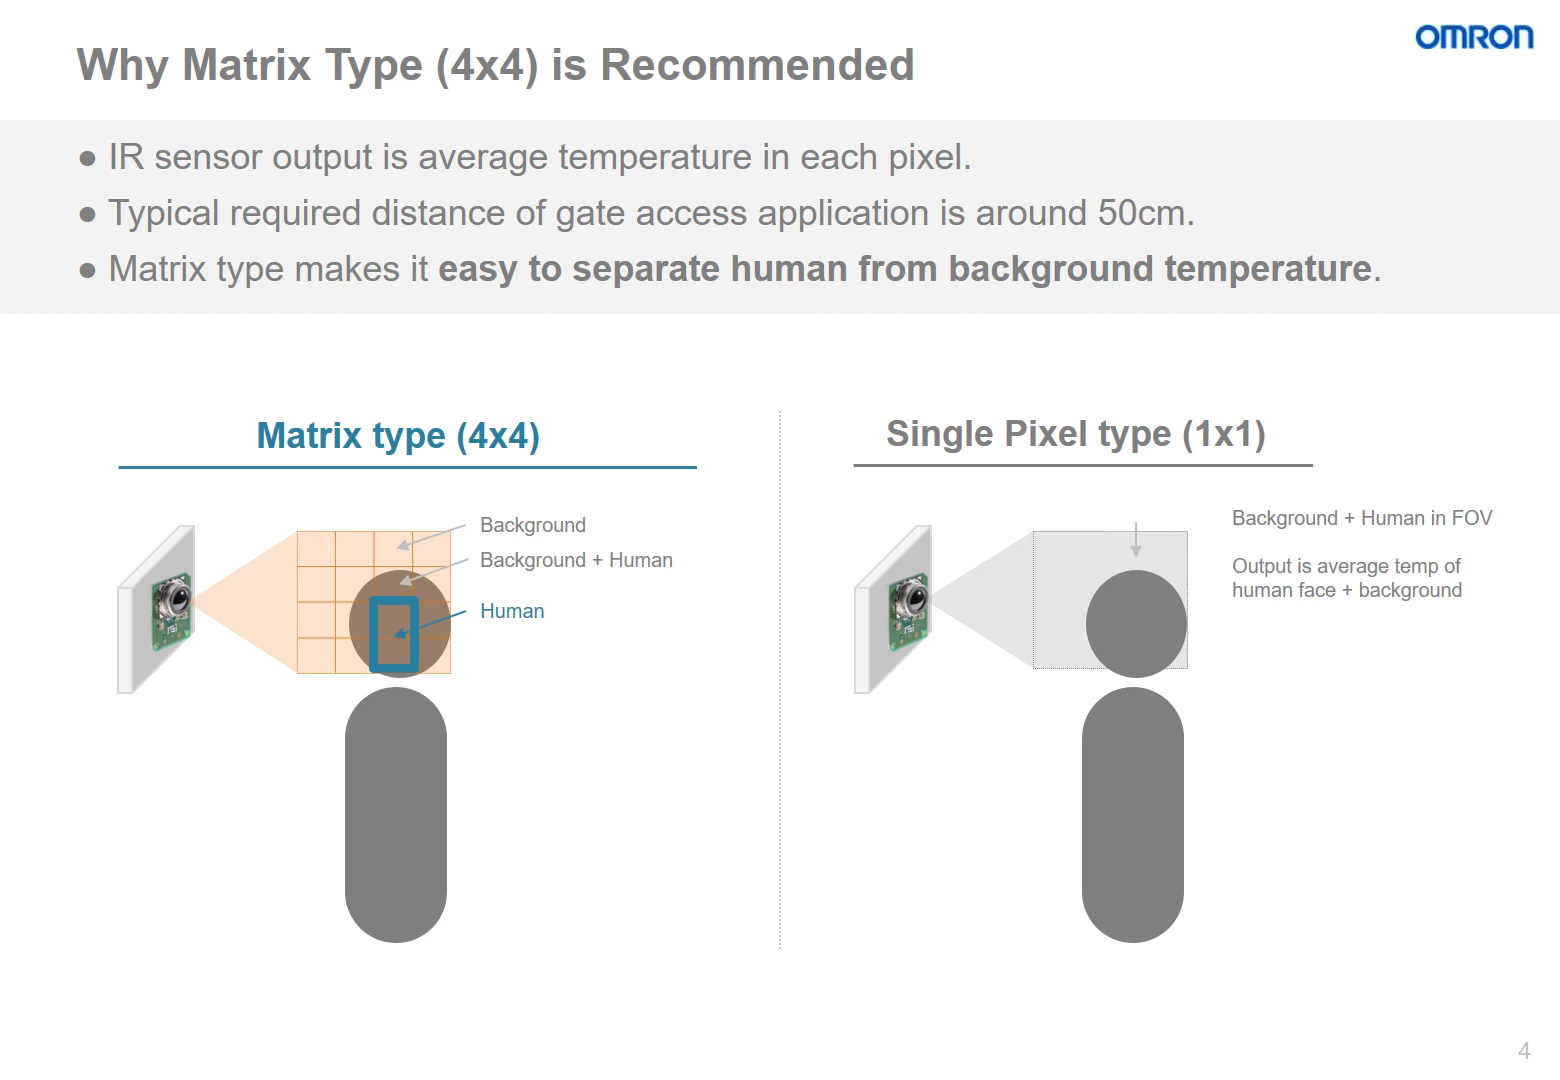 OMRON
Why Matrix Type (4x4) is Recommended
● IR sensor output is average temperature in each pixel.
● Typical required distance of gate access application is around 50cm.
● Matrix type makes it easy to separate human from background temperature.
Matrix type (4x4)
Background
Background + Human
Human
Single Pixel type (1x1)
Background + Human in FOV
Output is average temp of
human face + background
4